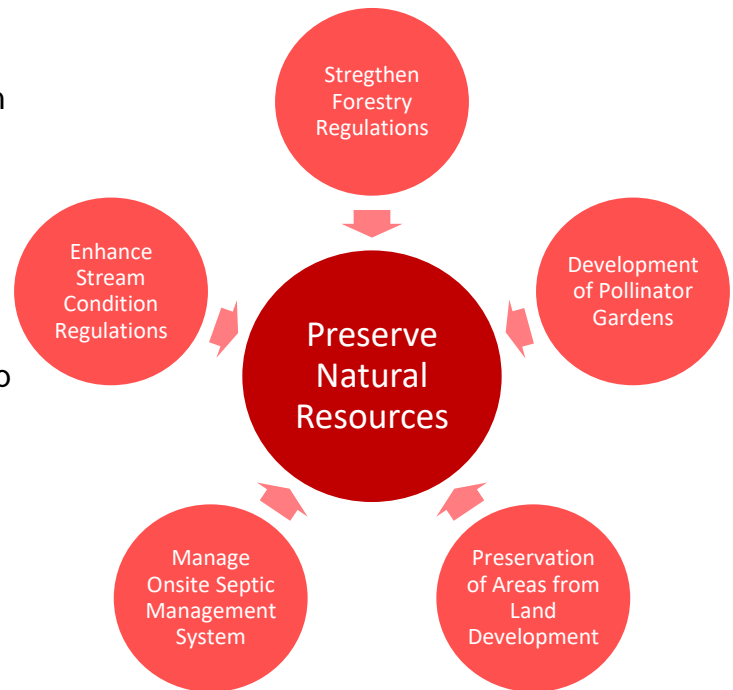 Stregthen
Forestry
Regulations
Enhance
Stream
Condition
Regulations
Development
of Pollinator
Gardens
Preserve
Natural
Resources
Manage
Onsite Septic
Management
System
Preservation
of Areas from
Land
Development